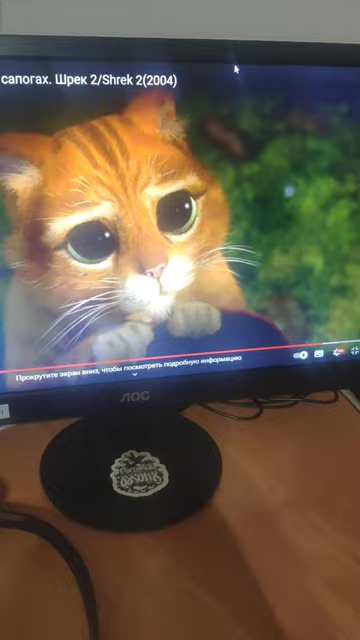 сапогах. Шрек 2/Shrek 2(2004)
Прокрутите экран вниз, чтобы посмотреть подробную информацию
AOC